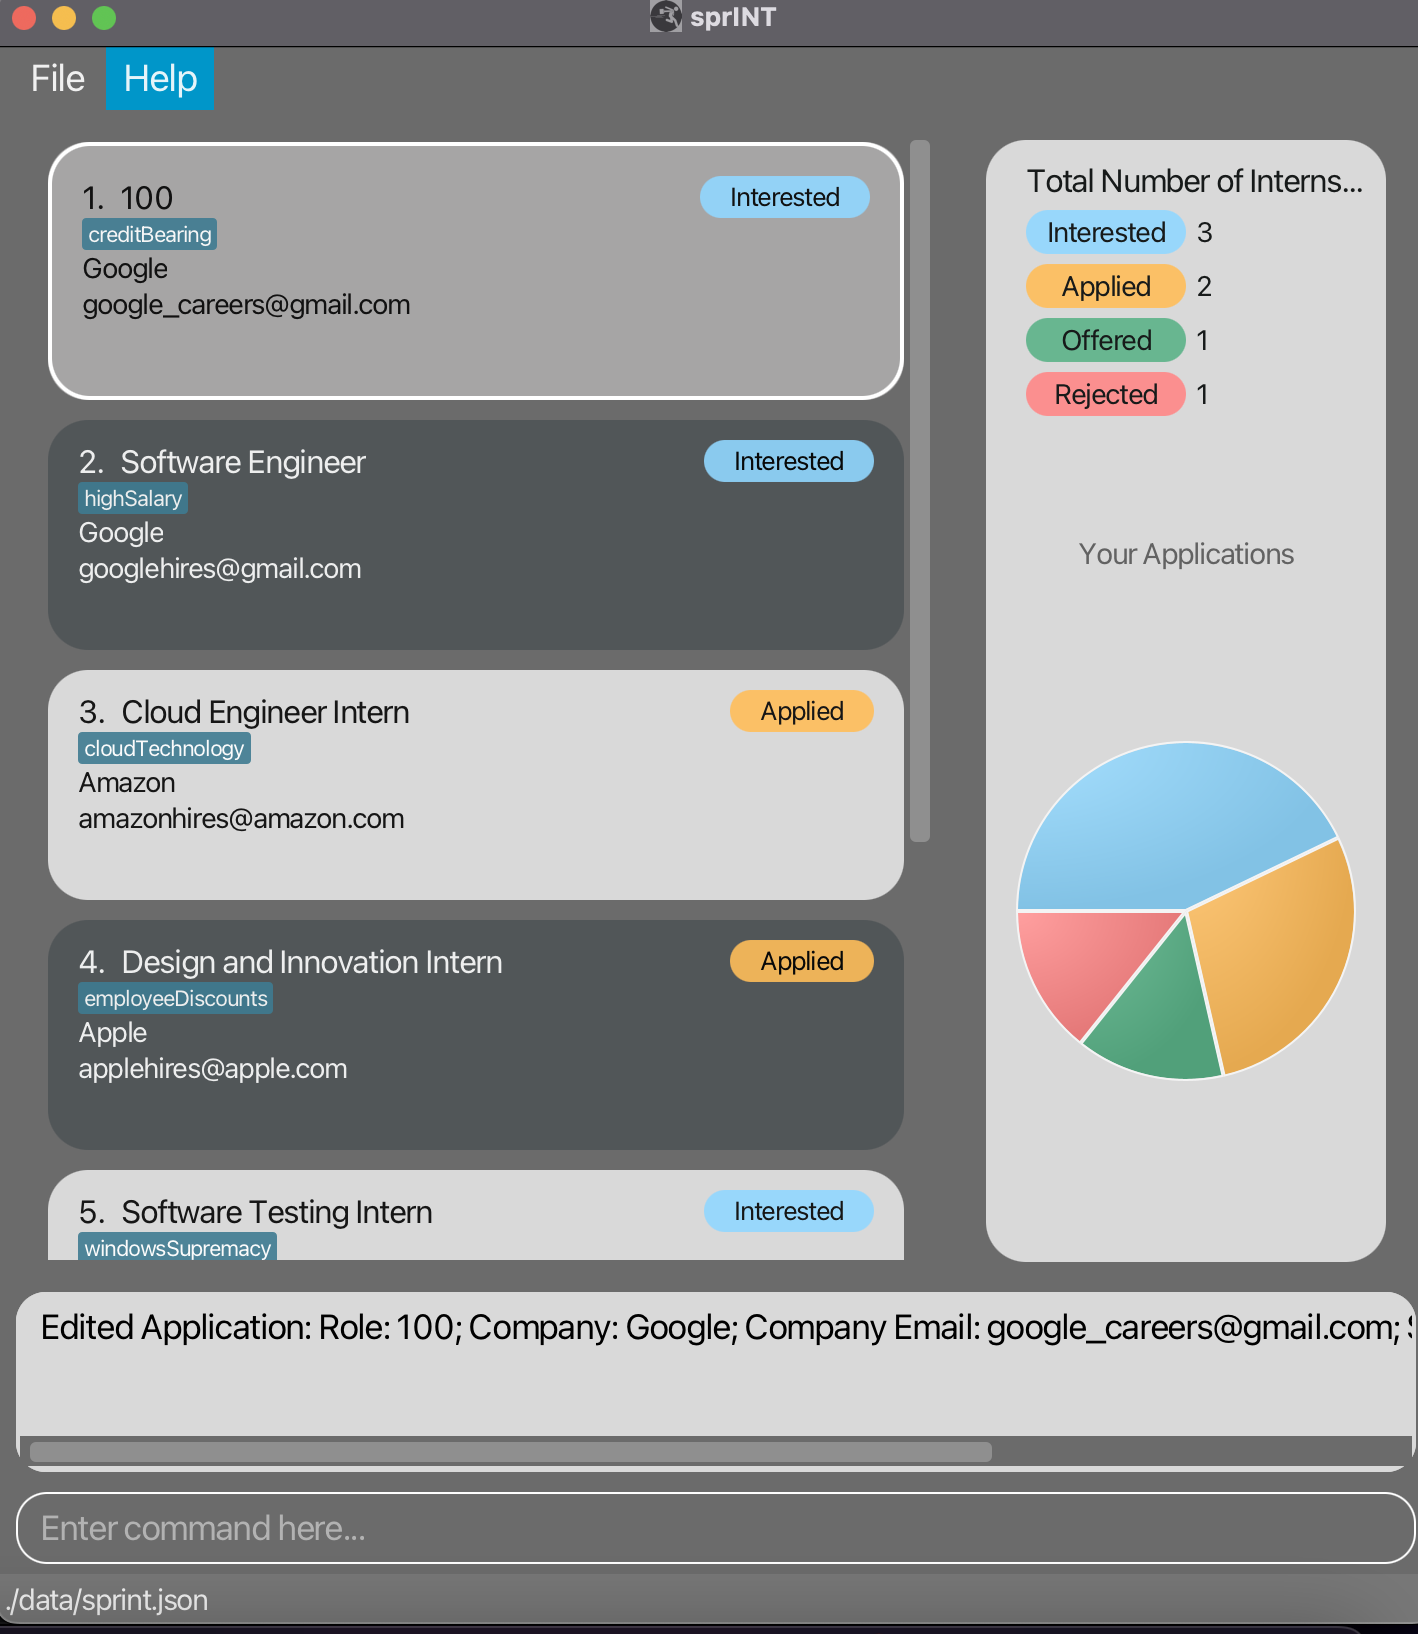 sprINT
File Help
1. 100
Interested
creditBearing
Google
google_careers@gmail.com
2. Software Engineer
Interested
highSalary
Google
googlehires@gmail.com
3. Cloud Engineer Intern
Applied
cloudTechnology
Amazon
amazonhires@amazon.com
4. Design and Innovation Intern
Applied
employeeDiscounts
Apple
applehires@apple.com
5. Software Testing Intern
Interested
windowsSupremacy
Total Number of Interns...
Interested 3
Applied 2
Offered 1
Rejected 1
Your Applications
Edited Application: Role: 100; Company: Google; Company Email: google_careers@gmail.com;
Enter command here...
./data/sprint.json